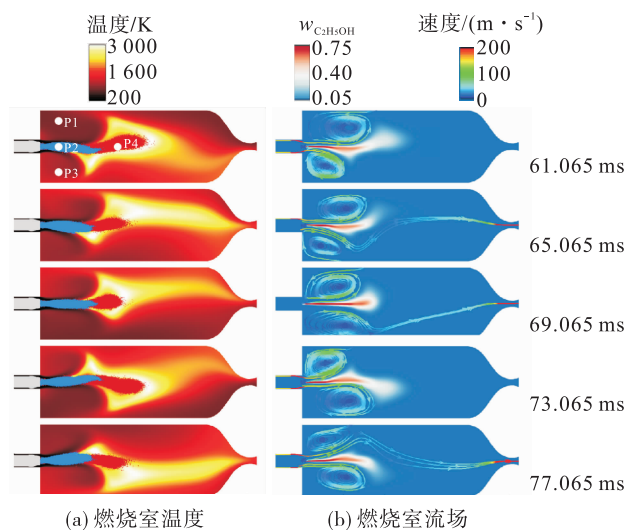 温度/K
3 000
1 600
200
w_{C₂H₅OH}
0.75
0.40
0.05
速度/(m·s⁻¹)
200
100
0
P1
P2
P3
P4
61.065 ms
65.065 ms
69.065 ms
73.065 ms
77.065 ms
(a) 燃烧室温度
(b) 燃烧室流场